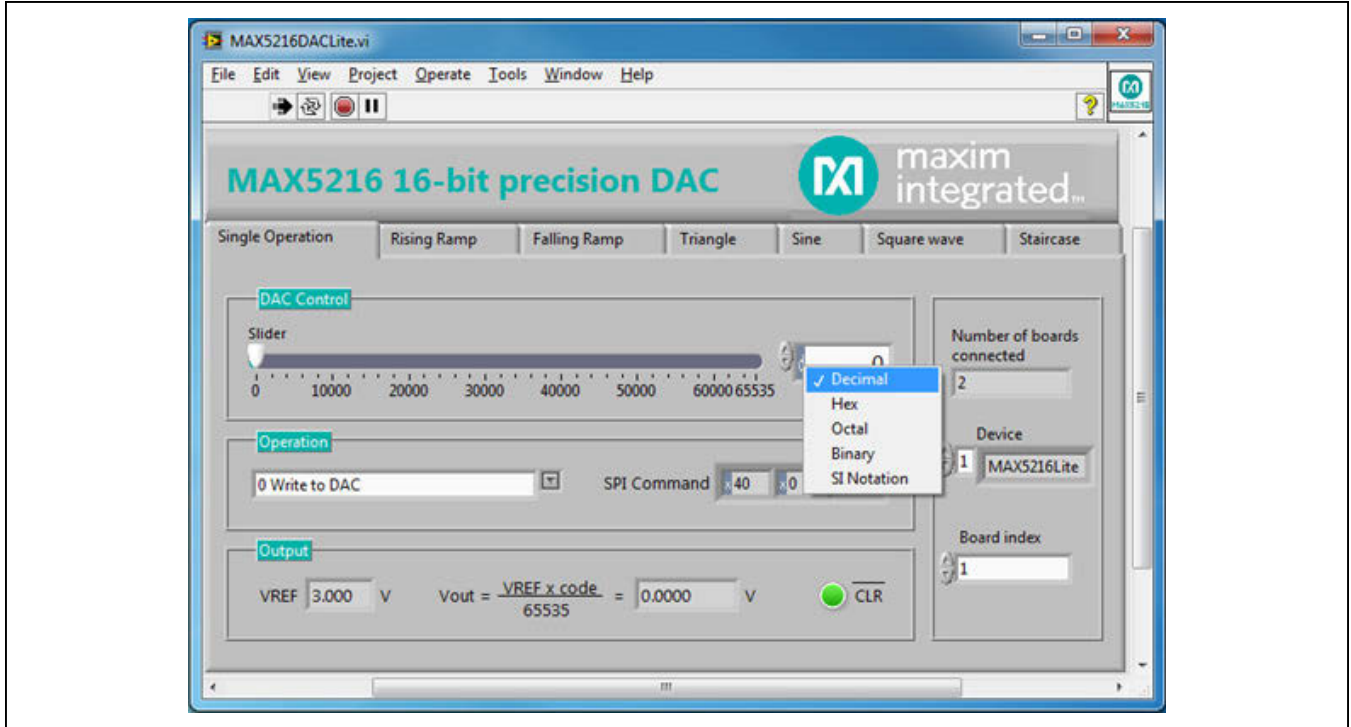 MAX5216DACLite.vi
File Edit View Project Operate Tools Window Help
MAX5216
MAX5216 16-bit precision DAC
maxim
integrated™
Single Operation Rising Ramp Falling Ramp Triangle Sine Square wave Staircase
DAC Control
Slider
0 10000 20000 30000 40000 50000 60000 65535
0
Decimal
Hex
Octal
Binary
SI Notation
Operation
0 Write to DAC
SPI Command x 40 x 0
Output
VREF 3.000 V Vout = VREF x code = 0.0000 V CLR
65535
Number of boards
connected
2
Device
1 MAX5216Lite
Board index
1